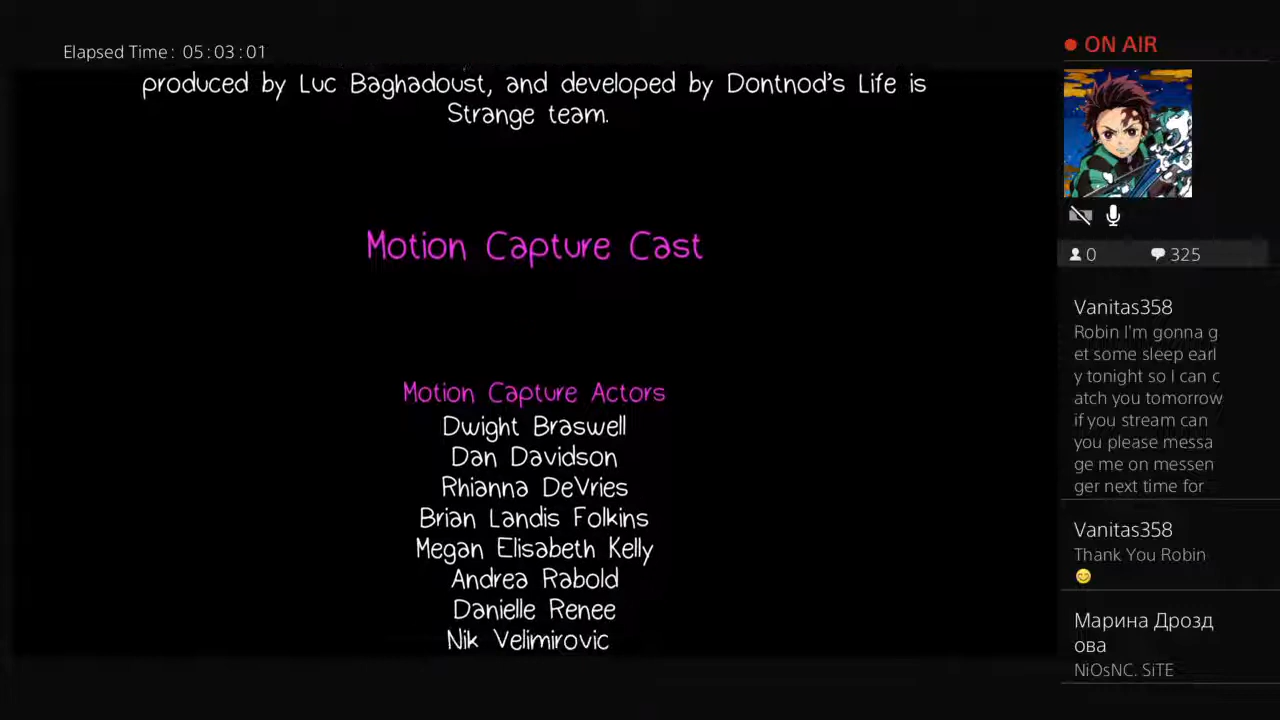 Elapsed Time: 05:03:01
produced by Luc Baghadoust, and developed by Dontnod's Life is
Strange team.
Motion Capture Cast
Motion Capture Actors
Dwight Braswell
Dan Davidson
Rhianna DeVries
Brian Landis Folkins
Megan Elisabeth Kelly
Andrea Rabold
Danielle Renee
Nik Velimirovic
ON AIR
0
325
Vanitas358
Robin I'm gonna g
et some sleep earl
y tonight so I can c
atch you tomorrow
if you stream can
you please messa
ge me on messen
ger next time for
Vanitas358
Thank You Robin
😊
Марина Дрозд
ова
NiOsNC. SiTE